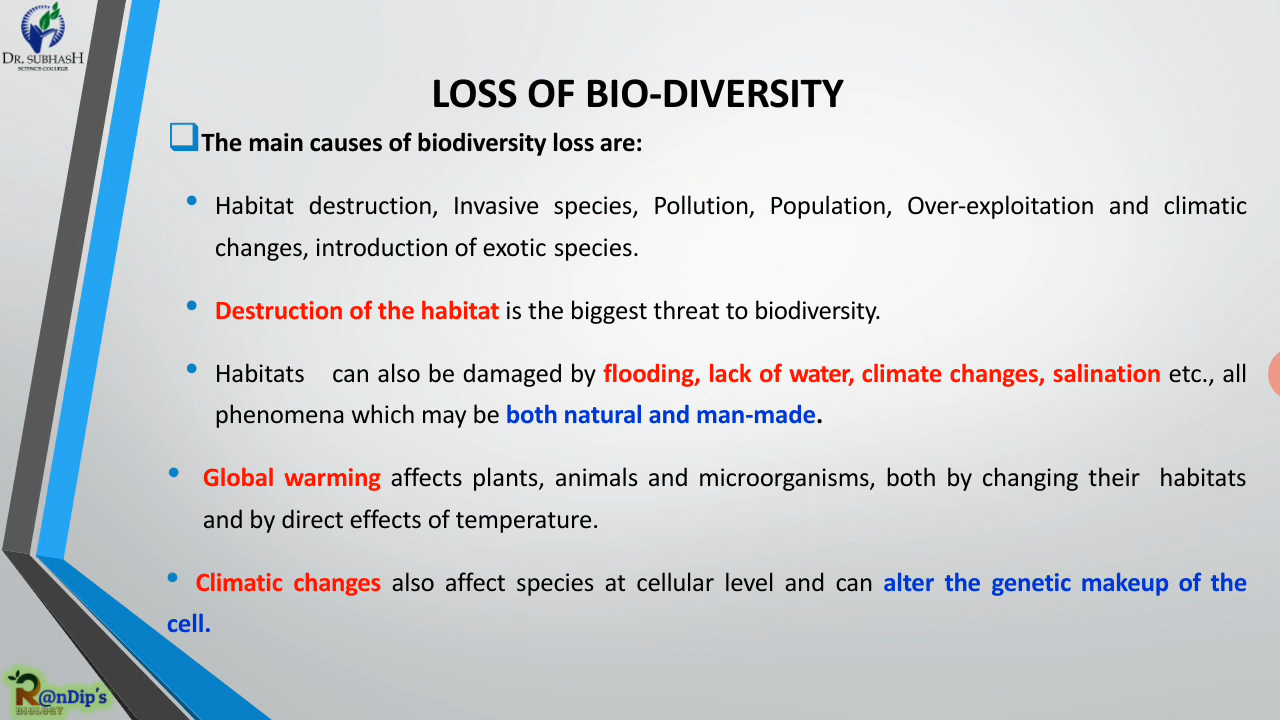 DR. SUBHASH
SCIENCE COLLEGE
LOSS OF BIO-DIVERSITY
The main causes of biodiversity loss are:
• Habitat destruction, Invasive species, Pollution, Population, Over-exploitation and climatic
changes, introduction of exotic species.
• Destruction of the habitat is the biggest threat to biodiversity.
• Habitats can also be damaged by flooding, lack of water, climate changes, salination etc., all
phenomena which may be both natural and man-made.
• Global warming affects plants, animals and microorganisms, both by changing their habitats
and by direct effects of temperature.
• Climatic changes also affect species at cellular level and can alter the genetic makeup of the
cell.
R@nDip's
BIOLOGY